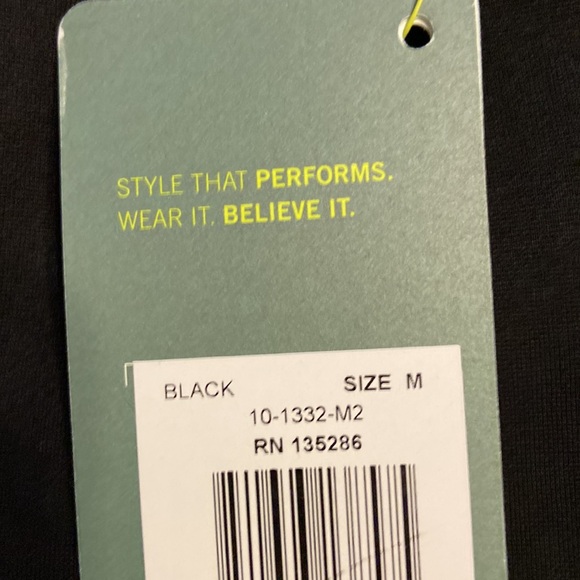 STYLE THAT PERFORMS.
WEAR IT. BELIEVE IT.
BLACK SIZE M
10-1332-M2
RN 135286